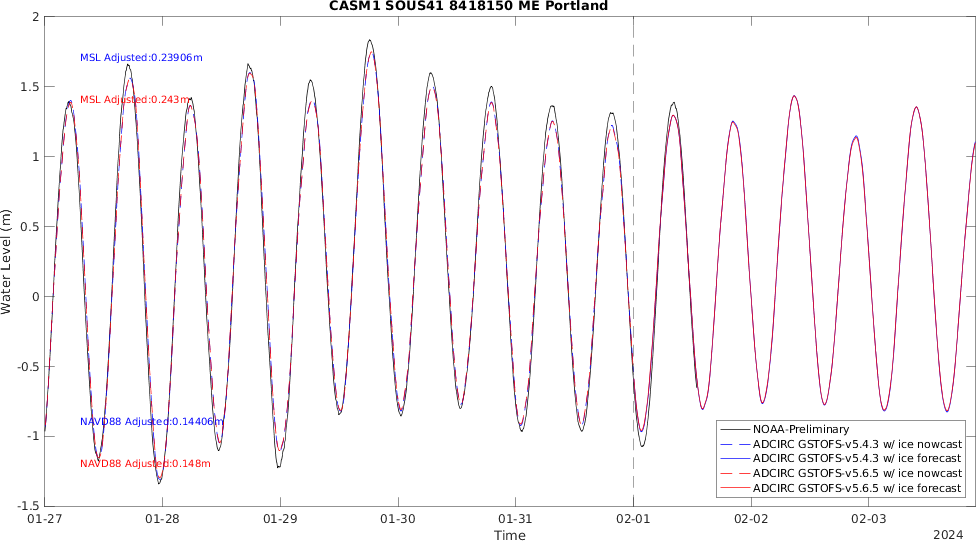 CASM1 SOUS41 8418150 ME Portland
2
1.5
1
0.5
0
-0.5
-1
-1.5
Water Level (m)
MSL Adjusted:0.23906m
MSL Adjusted:0.243m
NAVD88 Adjusted:0.14406m
NAVD88 Adjusted:0.148m
NOAA-Preliminary
ADCIRC GSTOFS-v5.4.3 w/ ice nowcast
ADCIRC GSTOFS-v5.4.3 w/ ice forecast
ADCIRC GSTOFS-v5.6.5 w/ ice nowcast
ADCIRC GSTOFS-v5.6.5 w/ ice forecast
01-27 01-28 01-29 01-30 01-31 02-01 02-02 02-03
Time
2024